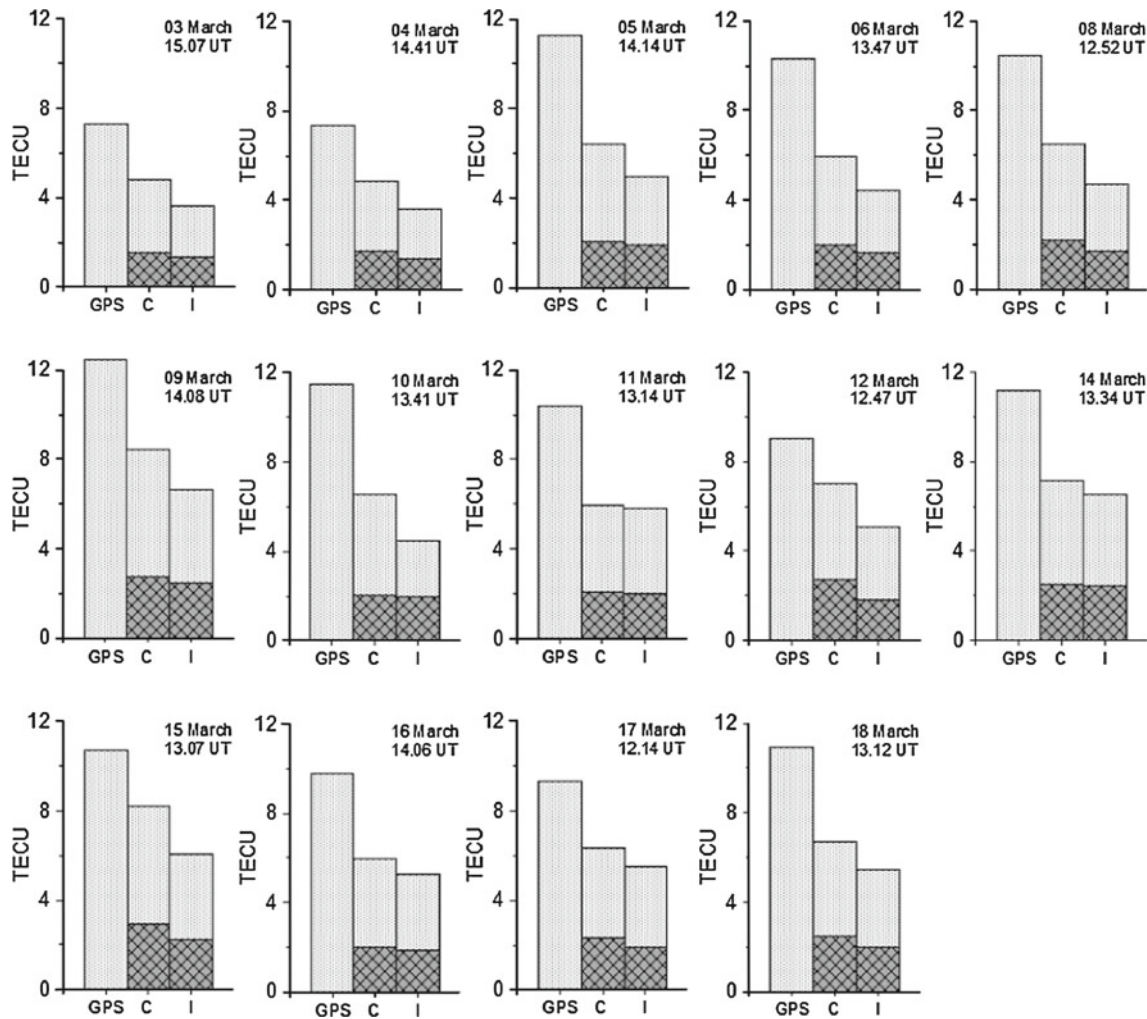 12
8
4
0
TECU
03 March
15.07 UT
GPS C I
12
8
4
0
TECU
04 March
14.41 UT
GPS C I
12
8
4
0
TECU
05 March
14.14 UT
GPS C I
12
8
4
0
TECU
06 March
13.47 UT
GPS C I
12
8
4
0
TECU
08 March
12.52 UT
GPS C I
12
8
4
0
TECU
09 March
14.08 UT
GPS C I
12
8
4
0
TECU
10 March
13.41 UT
GPS C I
12
8
4
0
TECU
11 March
13.14 UT
GPS C I
12
8
4
0
TECU
12 March
12.47 UT
GPS C I
12
8
4
0
TECU
14 March
13.34 UT
GPS C I
12
8
4
0
TECU
15 March
13.07 UT
GPS C I
12
8
4
0
TECU
16 March
14.06 UT
GPS C I
12
8
4
0
TECU
17 March
12.14 UT
GPS C I
12
8
4
0
TECU
18 March
13.12 UT
GPS C I